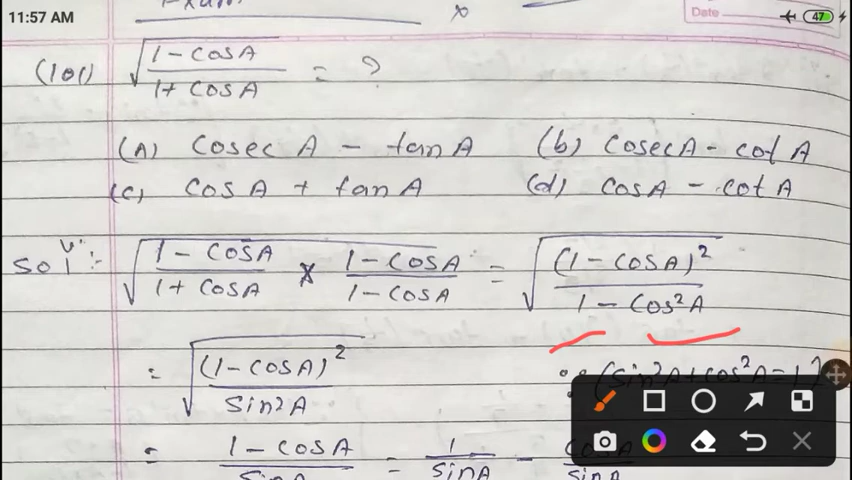 11:57 AM
Date
47
(101) √(1 - cosA / 1 + cosA) = ?
(A) cosec A - tan A (b) cosecA - cot A
(c) cos A + tan A (d) cosA - cot A
Sol:- √(1 - cosA / 1 + cosA × 1 - cosA / 1 - cosA) = √((1 - cosA)² / 1 - cos²A)
= √((1 - cosA)² / sin²A) ∵ (sin²A + cos²A = 1)
= 1 - cosA / sinA = 1 / sinA - cosA / sinA